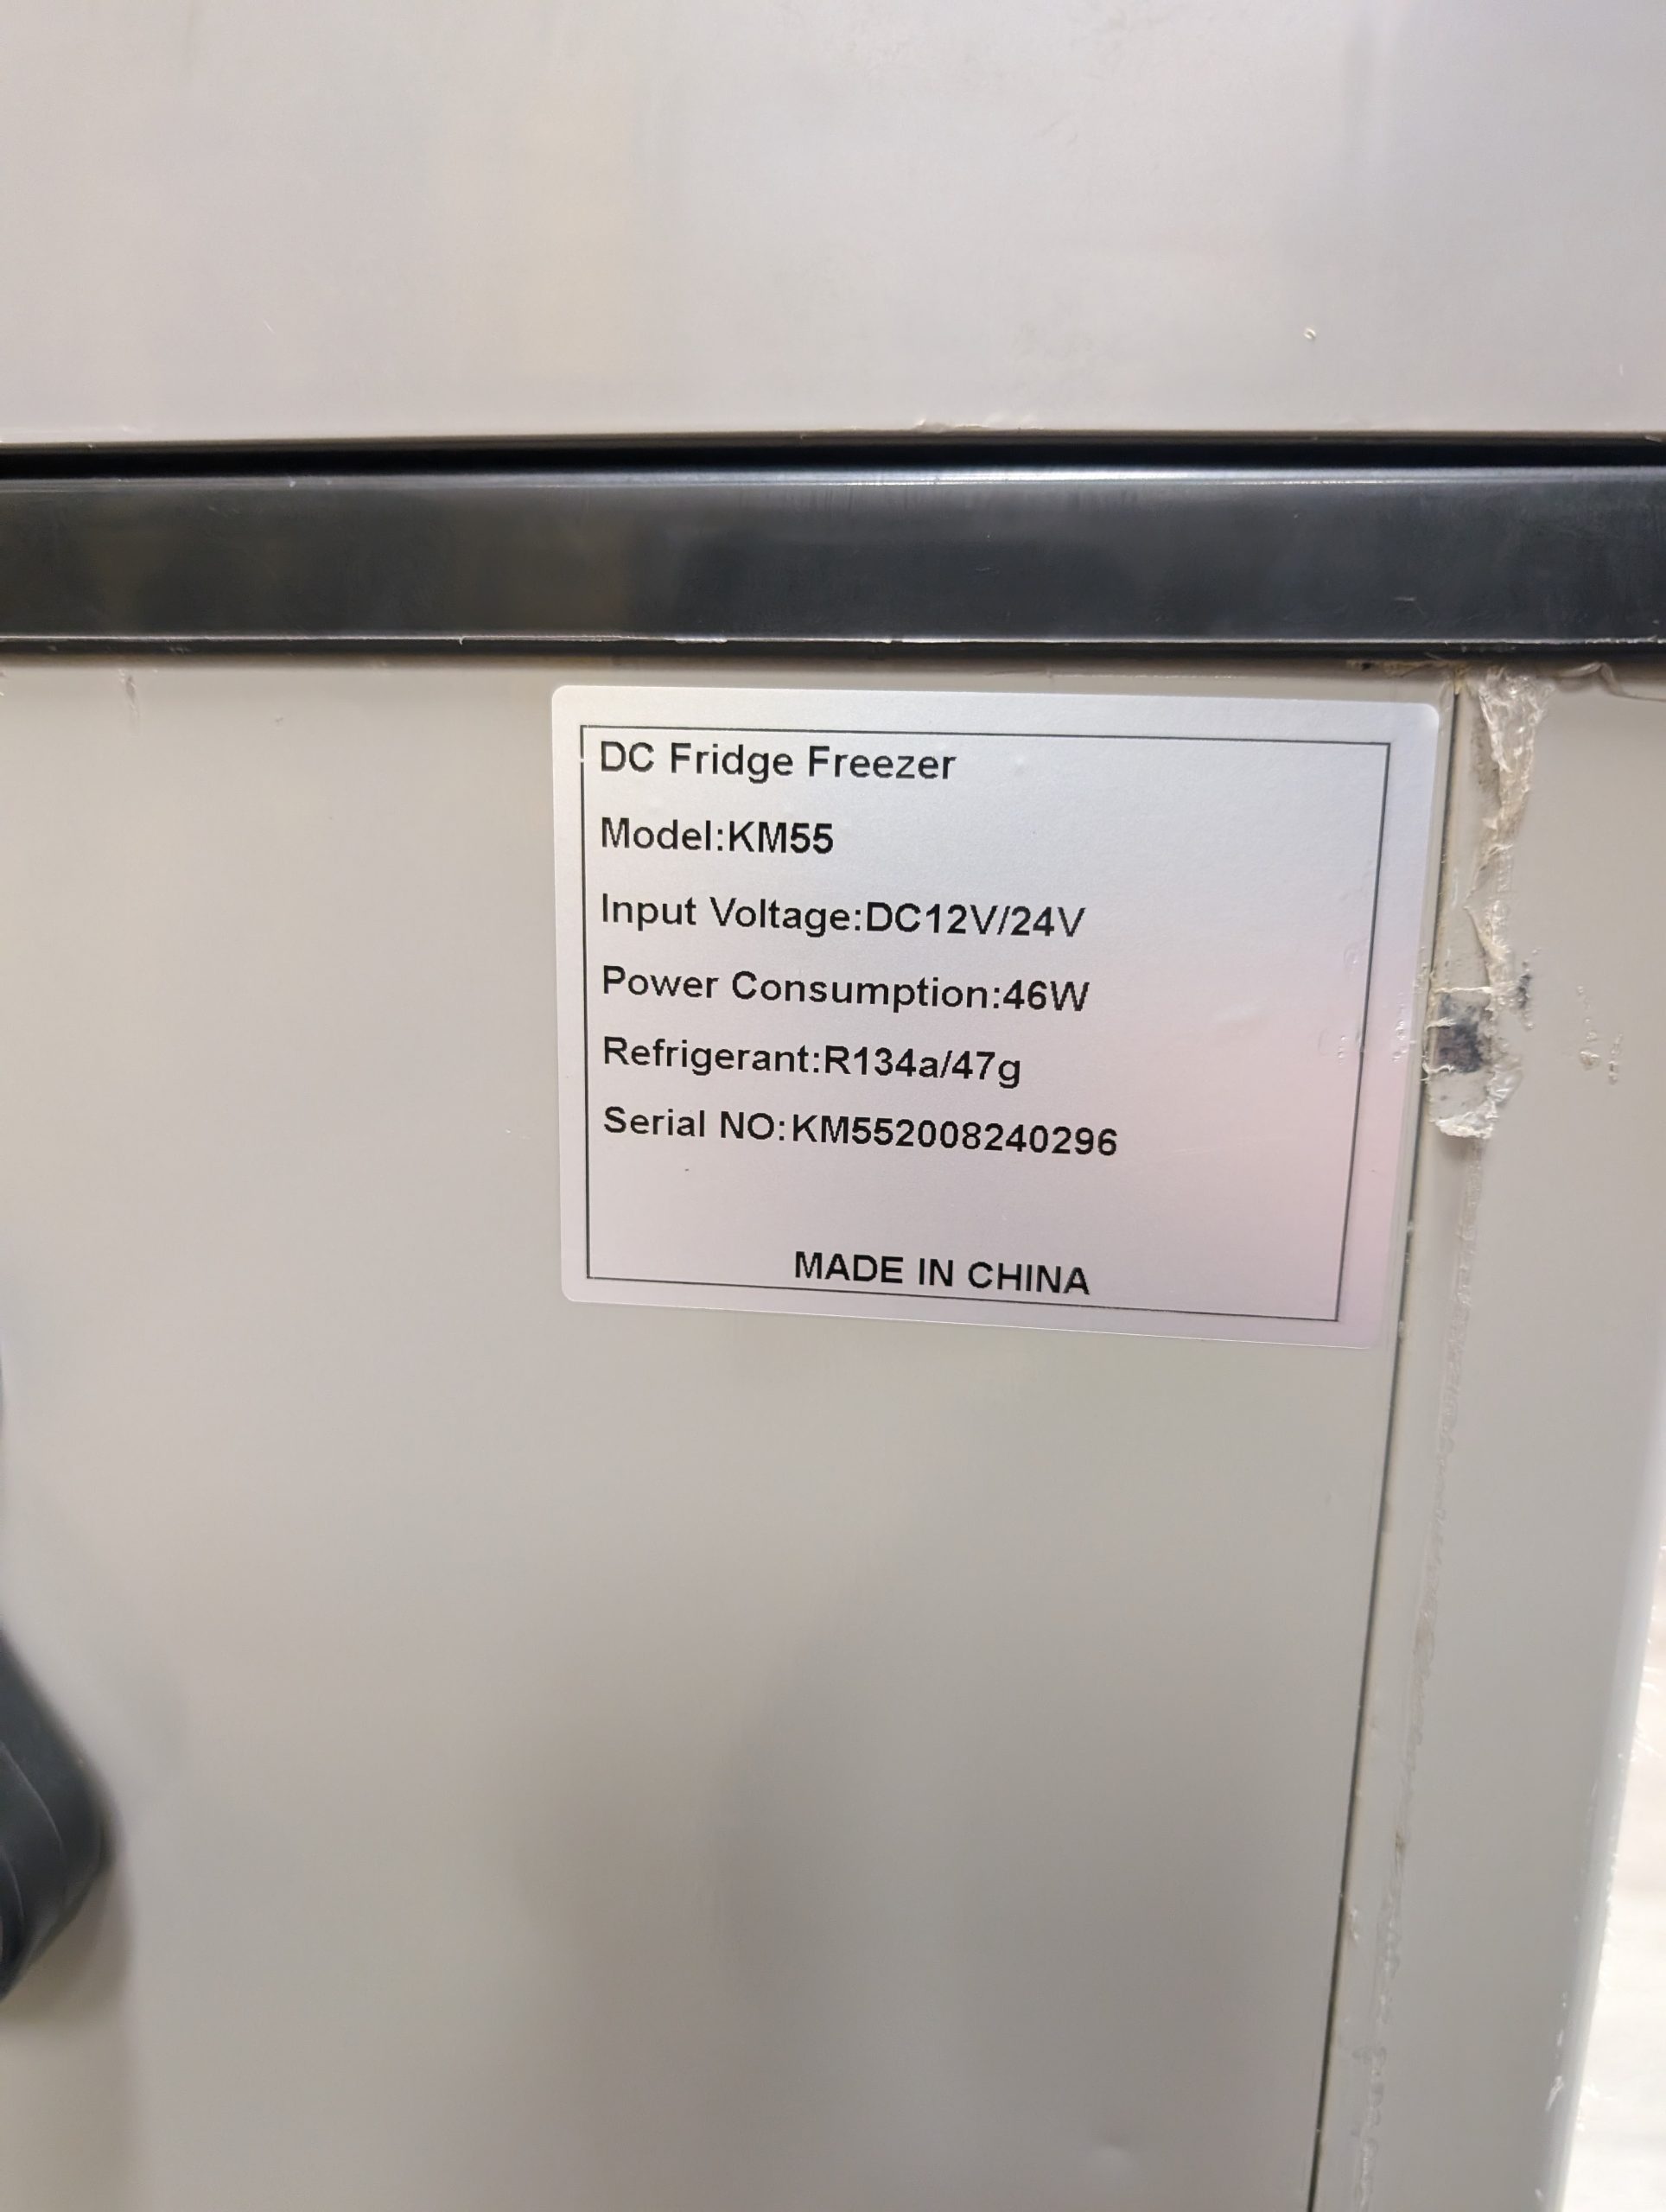 DC Fridge Freezer
Model:KM55
Input Voltage:DC12V/24V
Power Consumption:46W
Refrigerant:R134a/47g
Serial NO:KM552008240296
MADE IN CHINA